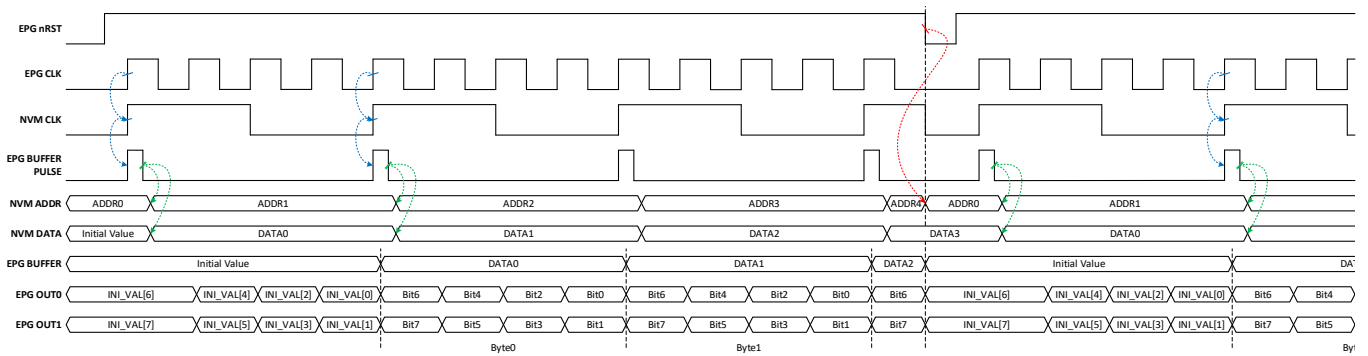 EPG nRST
EPG CLK
NVM CLK
EPG BUFFER
PULSE
NVM ADDR ADDR0 ADDR1 ADDR2 ADDR3 ADDR4 ADDR0 ADDR1
NVM DATA Initial Value DATA0 DATA1 DATA2 DATA3 DATA0
EPG BUFFER Initial Value DATA0 DATA1 DATA2 Initial Value DAT
EPG OUT0 INI_VAL[6] INI_VAL[4] INI_VAL[2] INI_VAL[0] Bit6 Bit4 Bit2 Bit0 Bit6 Bit4 Bit2 Bit0 Bit6 INI_VAL[6] INI_VAL[4] INI_VAL[2] INI_VAL[0] Bit6 Bit4
EPG OUT1 INI_VAL[7] INI_VAL[5] INI_VAL[3] INI_VAL[1] Bit7 Bit5 Bit3 Bit1 Bit7 Bit5 Bit3 Bit1 Bit7 INI_VAL[7] INI_VAL[5] INI_VAL[3] INI_VAL[1] Bit7 Bit5
Byte0 Byte1